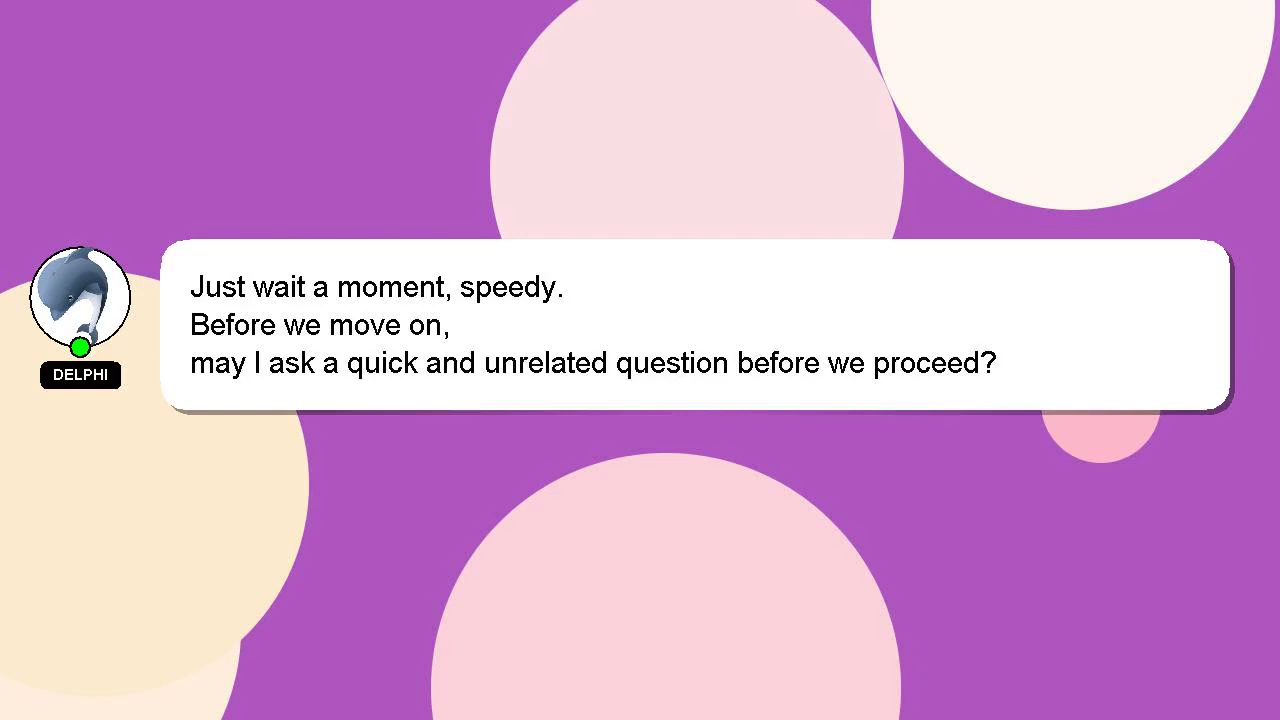 Just wait a moment, speedy.
Before we move on,
may I ask a quick and unrelated question before we proceed?
DELPHI